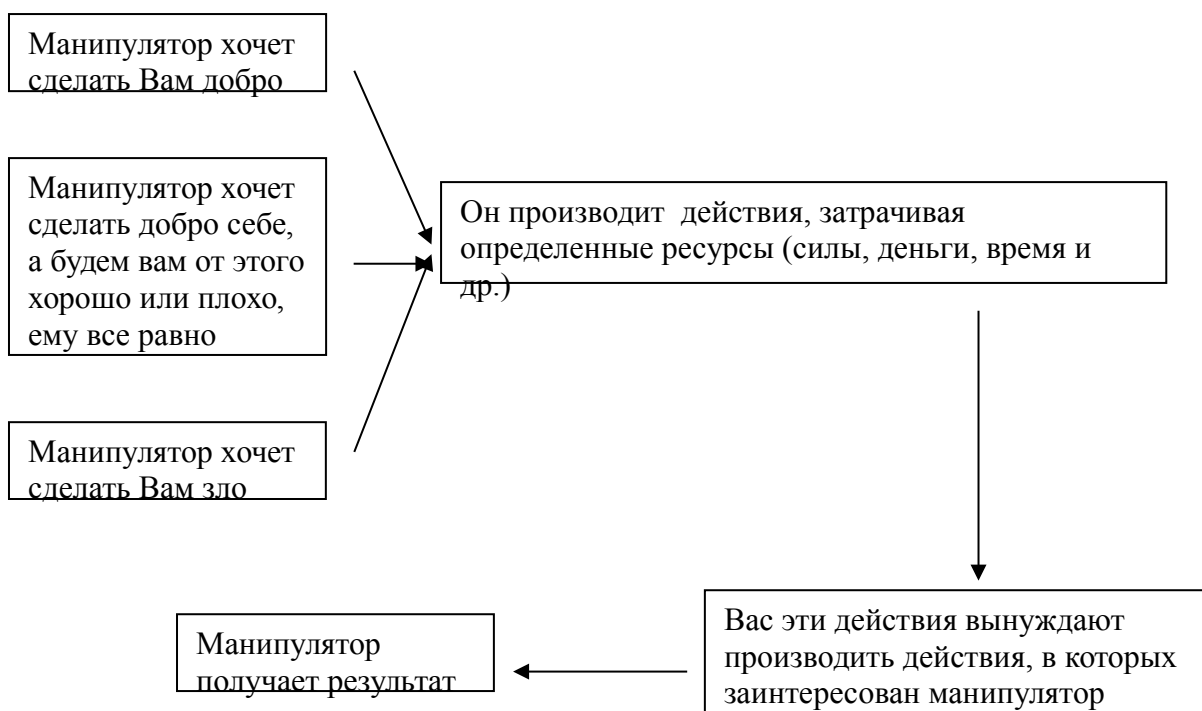 Манипулятор хочет
сделать Вам добро
Манипулятор хочет
сделать добро себе,
а будем вам от этого
хорошо или плохо,
ему все равно
Манипулятор хочет
сделать Вам зло
Он производит  действия, затрачивая
определенные ресурсы (силы, деньги, время и
др.)
Вас эти действия вынуждают
производить действия, в которых
заинтересован манипулятор
Манипулятор
получает результат